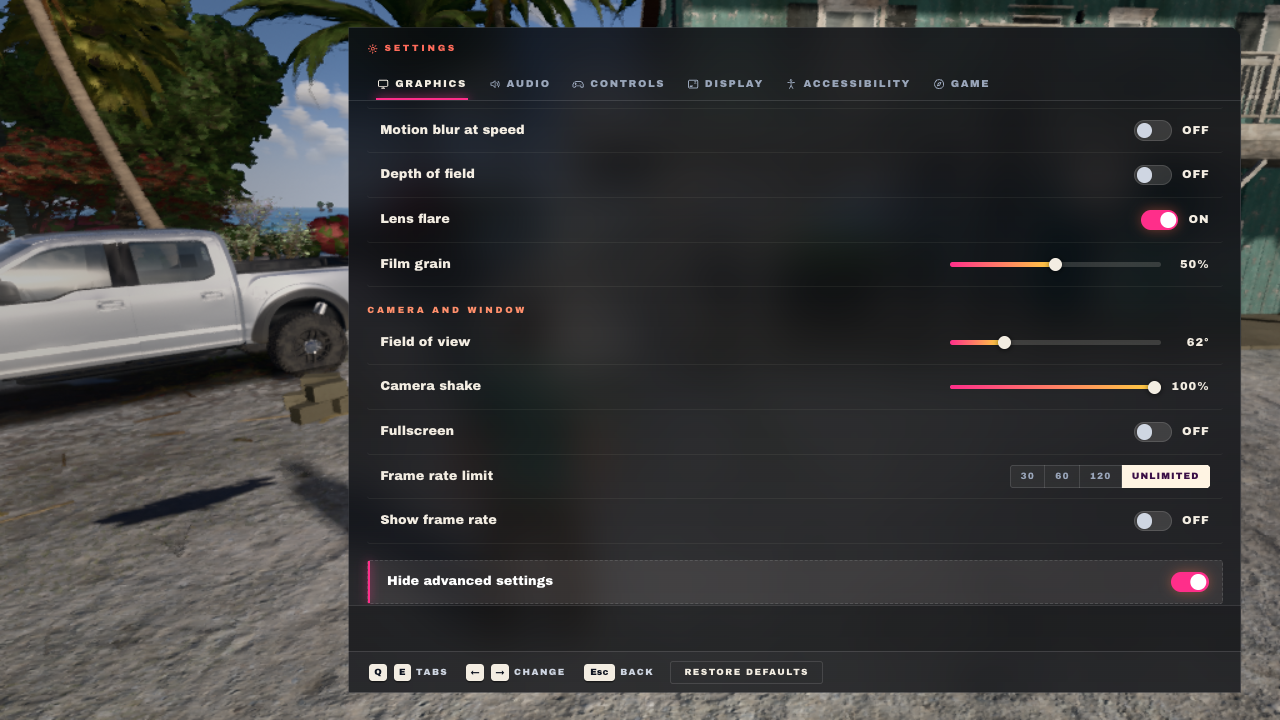 SETTINGS
GRAPHICS AUDIO CONTROLS DISPLAY ACCESSIBILITY GAME
Motion blur at speed OFF
Depth of field OFF
Lens flare ON
Film grain 50%
CAMERA AND WINDOW
Field of view 62°
Camera shake 100%
Fullscreen OFF
Frame rate limit 30 60 120 UNLIMITED
Show frame rate OFF
Hide advanced settings
Q E TABS ← → CHANGE Esc BACK RESTORE DEFAULTS